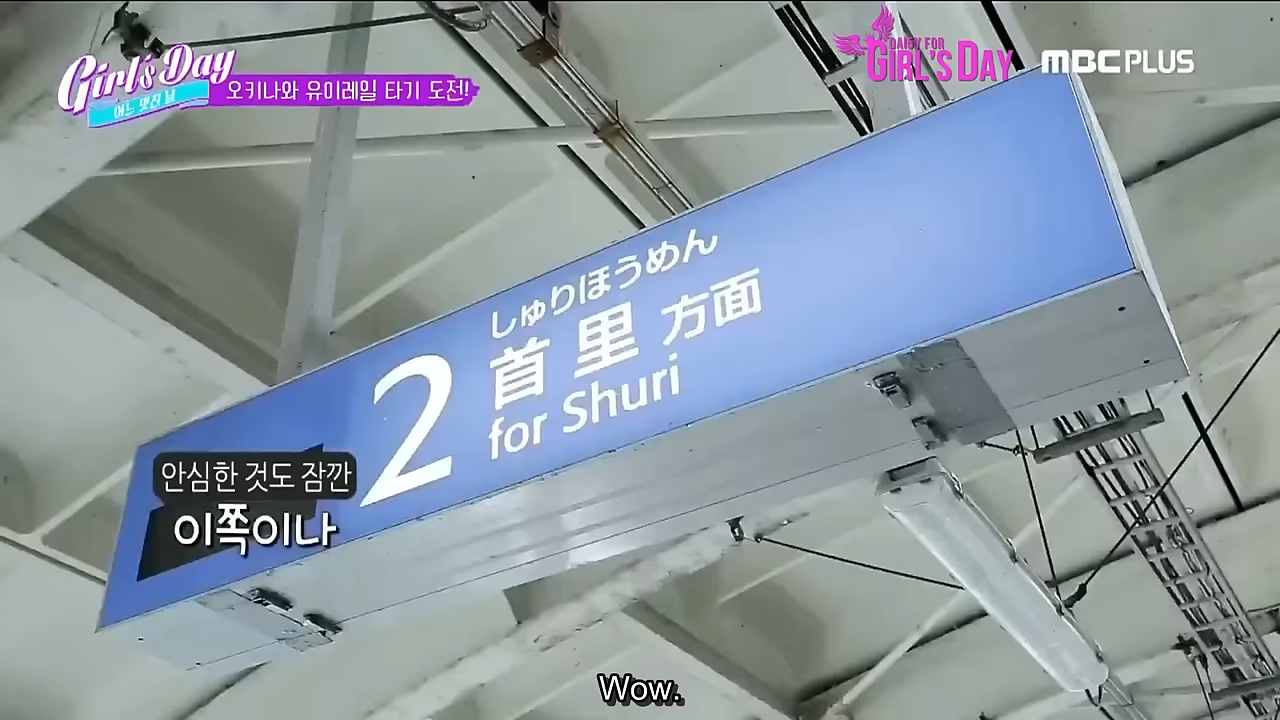 Girl's Day
어느 멋진 날
오키나와 유미레일 타기 도전!
DAISY FOR
GIRL'S DAY
MBC PLUS
しゅりほうめん
2 首里 方面
for Shuri
안심한 것도 잠깐
이쪽이나
Wow.